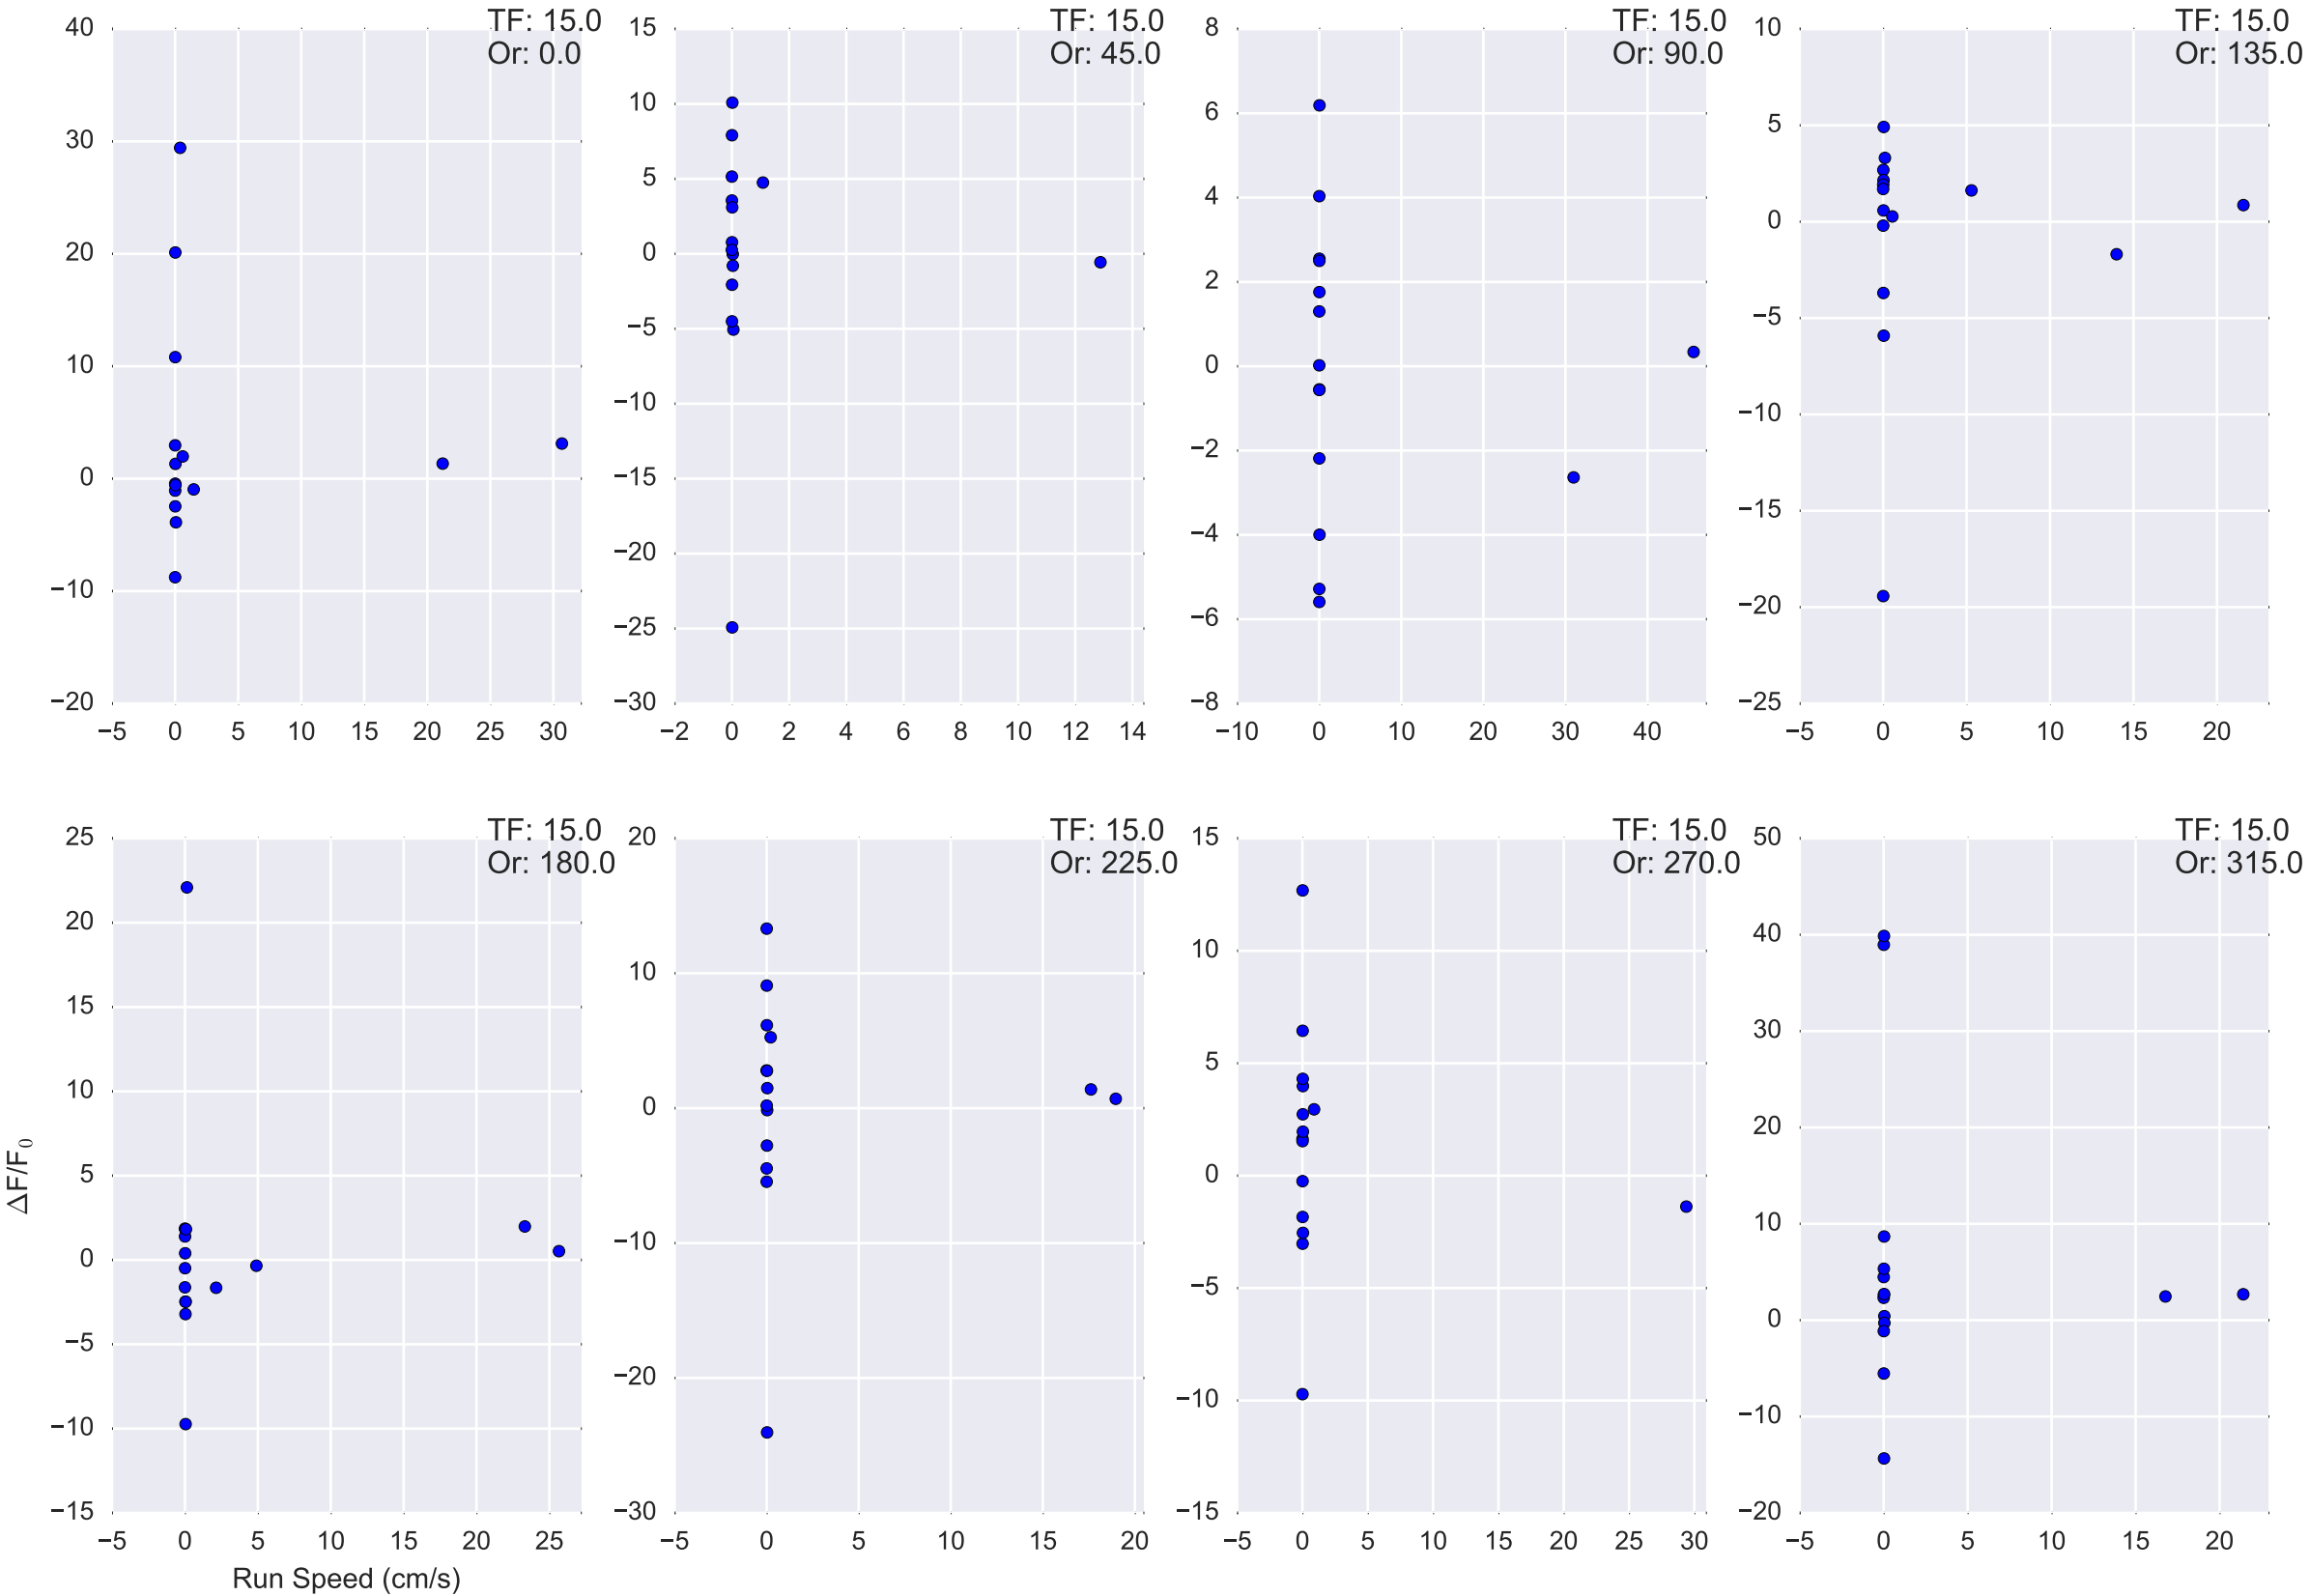 TF: 15.0
Or: 0.0
40
30
20
10
0
−10
−20
−5 0 5 10 15 20 25 30
TF: 15.0
Or: 45.0
15
10
5
0
−5
−10
−15
−20
−25
−30
−2 0 2 4 6 8 10 12 14
TF: 15.0
Or: 90.0
8
6
4
2
0
−2
−4
−6
−8
−10 0 10 20 30 40
TF: 15.0
Or: 135.0
10
5
0
−5
−10
−15
−20
−25
−5 0 5 10 15 20
TF: 15.0
Or: 180.0
25
20
15
10
5
0
−5
−10
−15
−5 0 5 10 15 20 25
ΔF/F₀
Run Speed (cm/s)
TF: 15.0
Or: 225.0
20
10
0
−10
−20
−30
−5 0 5 10 15 20
TF: 15.0
Or: 270.0
15
10
5
0
−5
−10
−15
−5 0 5 10 15 20 25 30
TF: 15.0
Or: 315.0
50
40
30
20
10
0
−10
−20
−5 0 5 10 15 20